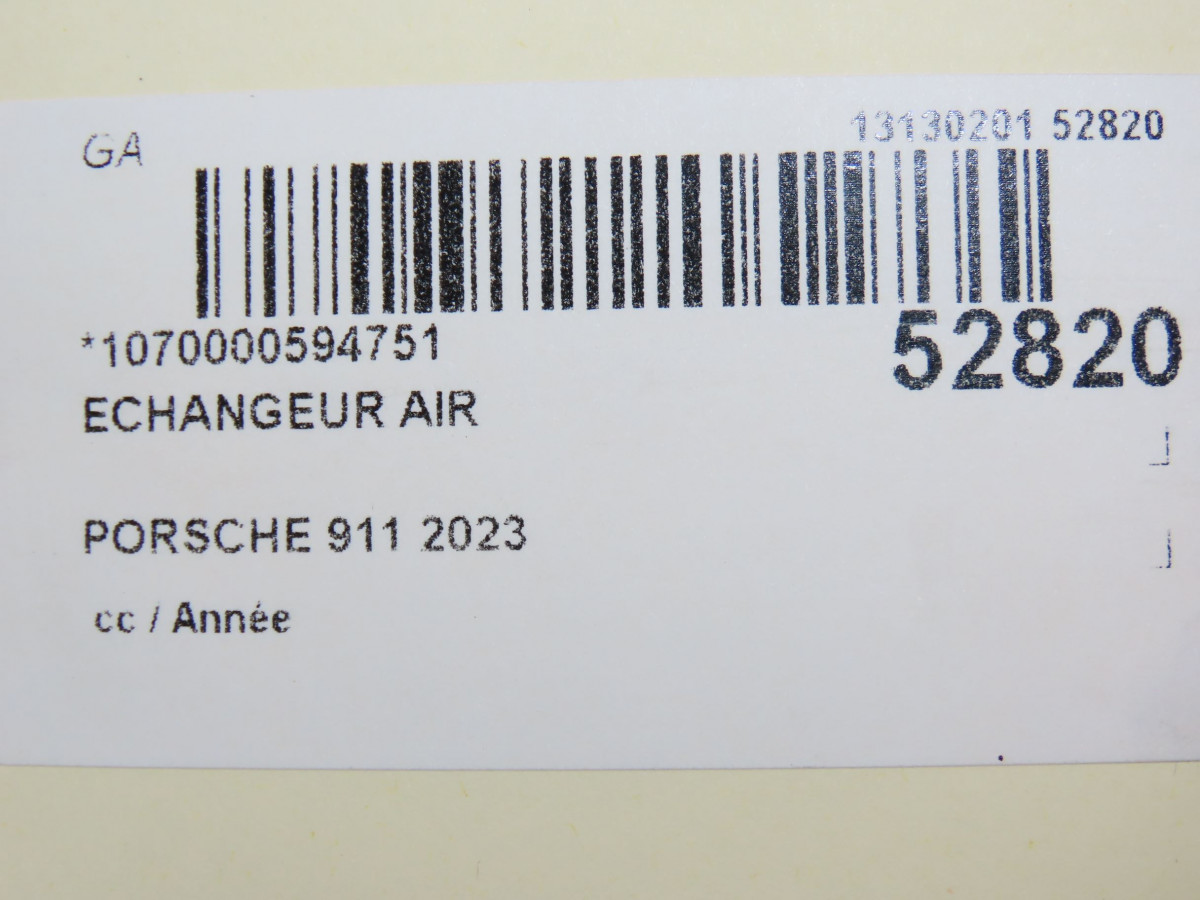 GA
13130201 52820
*1070000594751
52820
ECHANGEUR AIR
PORSCHE 911 2023
cc / Année